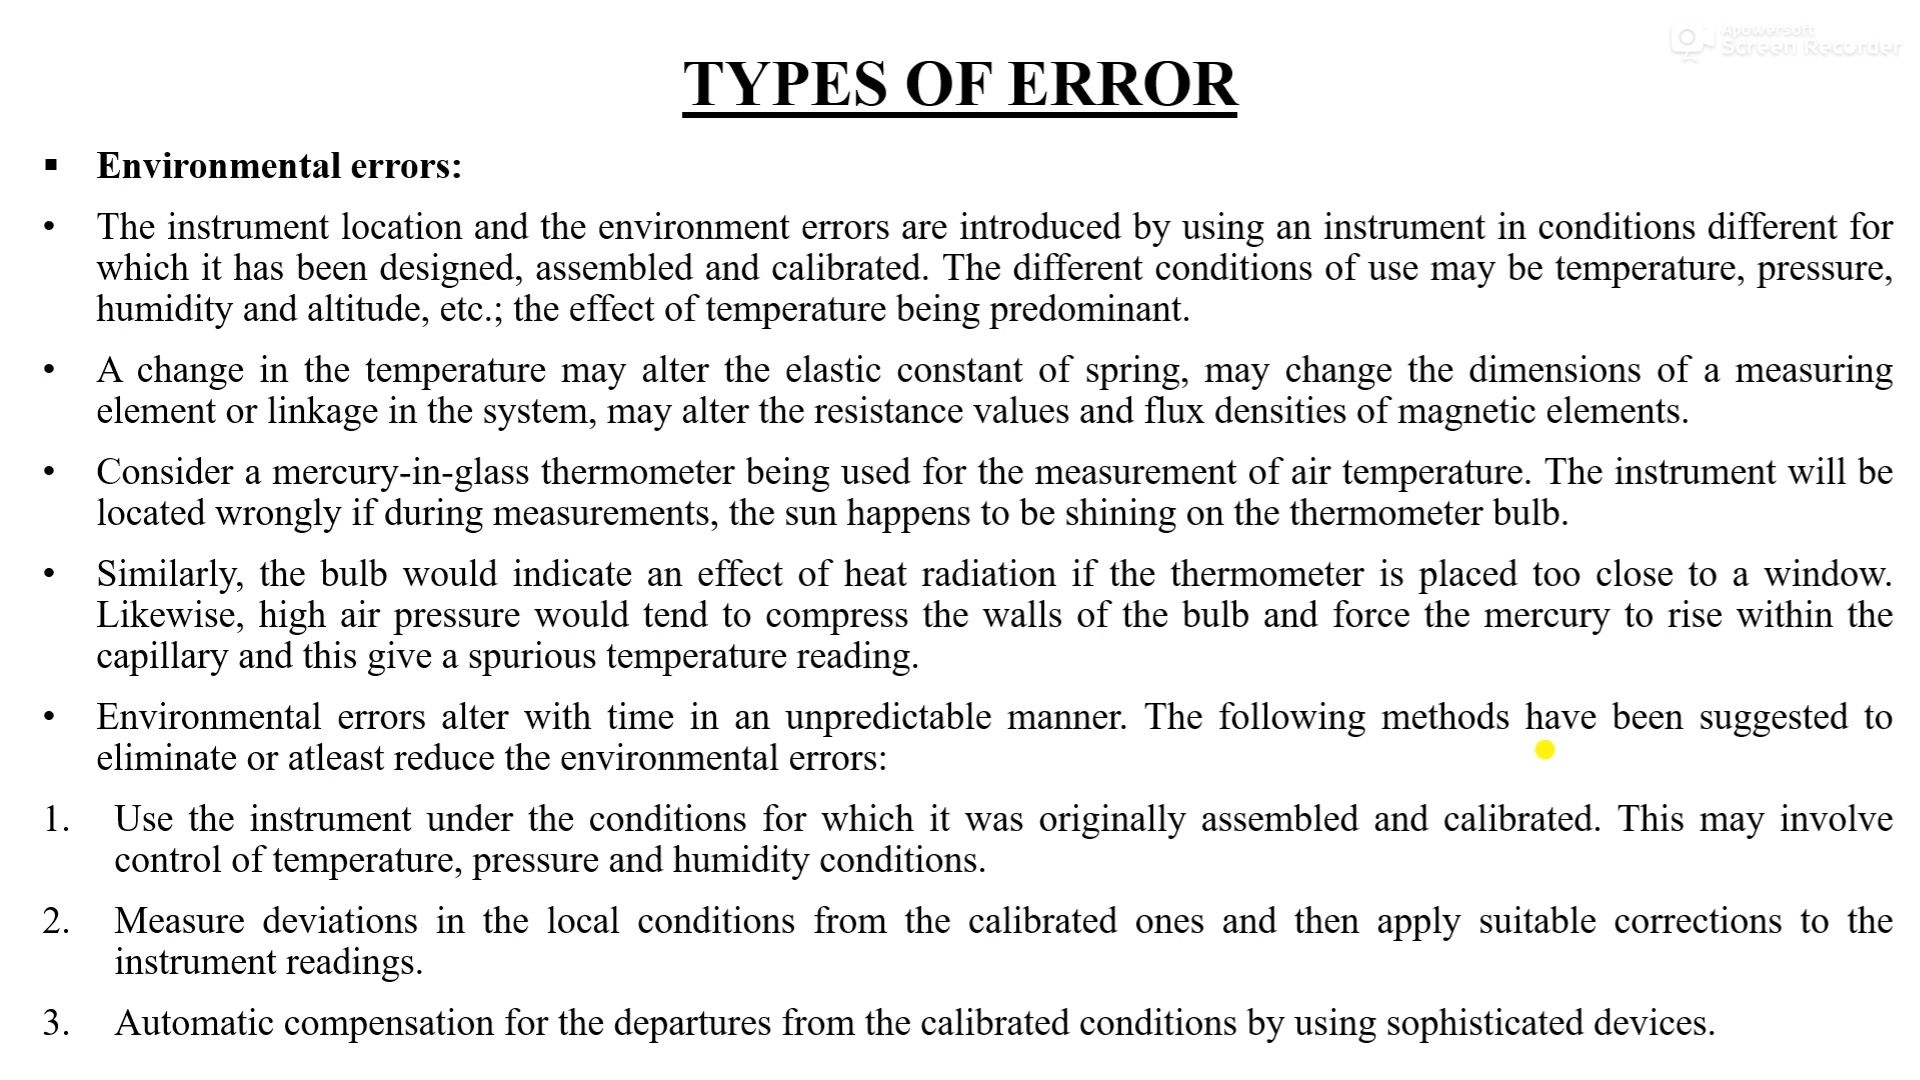 Apowersoft
Screen Recorder
TYPES OF ERROR
▪ Environmental errors:
• The instrument location and the environment errors are introduced by using an instrument in conditions different for
which it has been designed, assembled and calibrated. The different conditions of use may be temperature, pressure,
humidity and altitude, etc.; the effect of temperature being predominant.
• A change in the temperature may alter the elastic constant of spring, may change the dimensions of a measuring
element or linkage in the system, may alter the resistance values and flux densities of magnetic elements.
• Consider a mercury-in-glass thermometer being used for the measurement of air temperature. The instrument will be
located wrongly if during measurements, the sun happens to be shining on the thermometer bulb.
• Similarly, the bulb would indicate an effect of heat radiation if the thermometer is placed too close to a window.
Likewise, high air pressure would tend to compress the walls of the bulb and force the mercury to rise within the
capillary and this give a spurious temperature reading.
• Environmental errors alter with time in an unpredictable manner. The following methods have been suggested to
eliminate or atleast reduce the environmental errors:
1. Use the instrument under the conditions for which it was originally assembled and calibrated. This may involve
control of temperature, pressure and humidity conditions.
2. Measure deviations in the local conditions from the calibrated ones and then apply suitable corrections to the
instrument readings.
3. Automatic compensation for the departures from the calibrated conditions by using sophisticated devices.